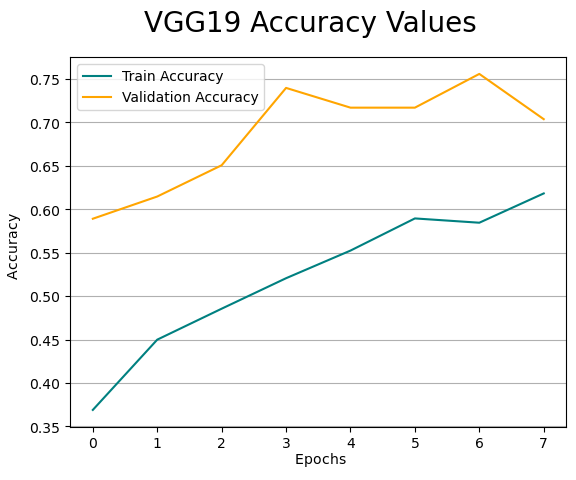 VGG19 Accuracy Values
Train Accuracy
Validation Accuracy
Accuracy
0.75
0.70
0.65
0.60
0.55
0.50
0.45
0.40
0.35
0 1 2 3 4 5 6 7
Epochs